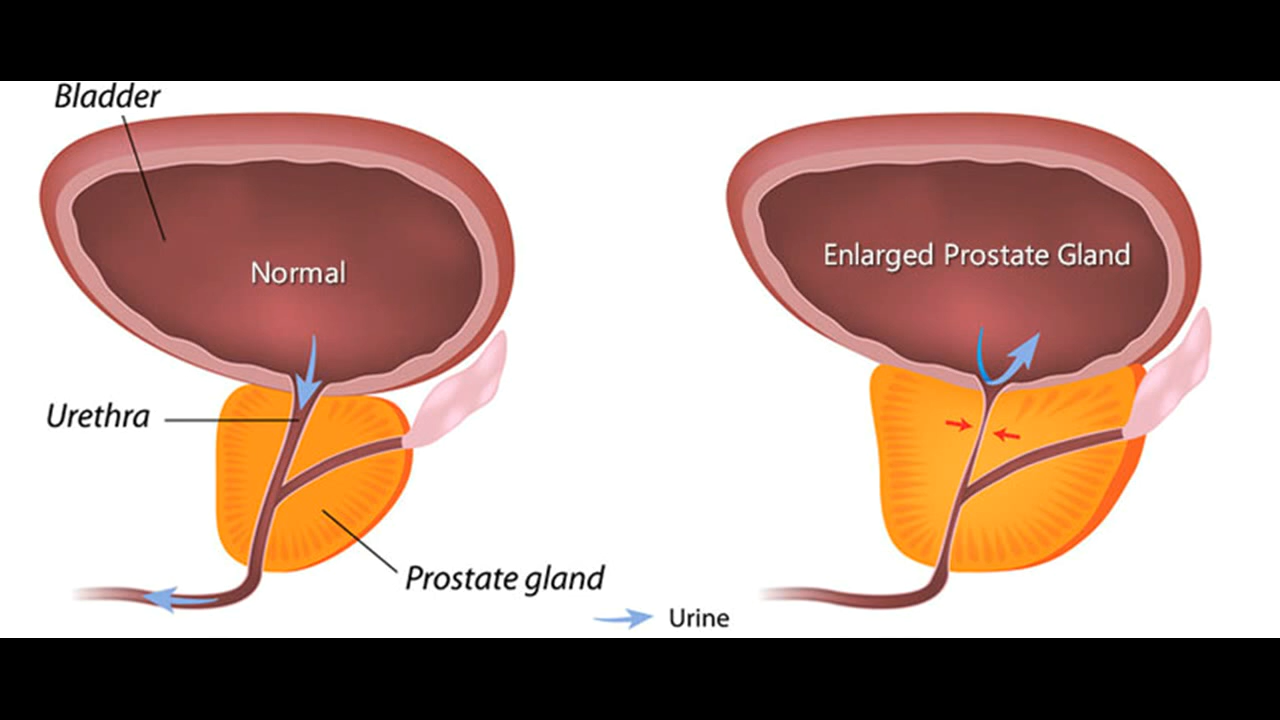 Bladder
Normal
Enlarged Prostate Gland
Urethra
Prostate gland
Urine